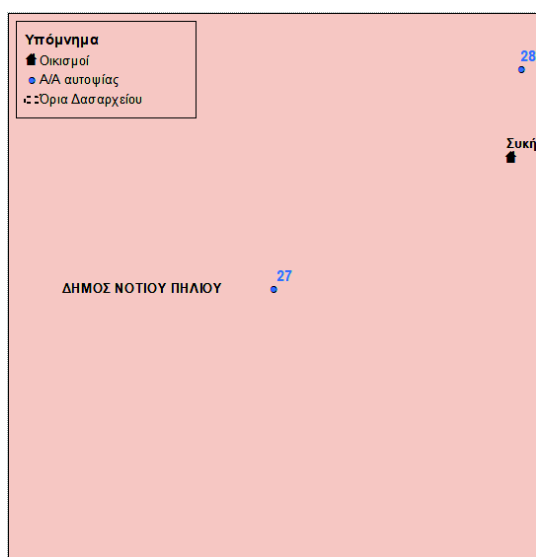 Υπόμνημα
Οικισμοί
Α/Α αυτοψίας
Όρια Δασαρχείου
28
Συκή
27
ΔΗΜΟΣ ΝΟΤΙΟΥ ΠΗΛΙΟΥ